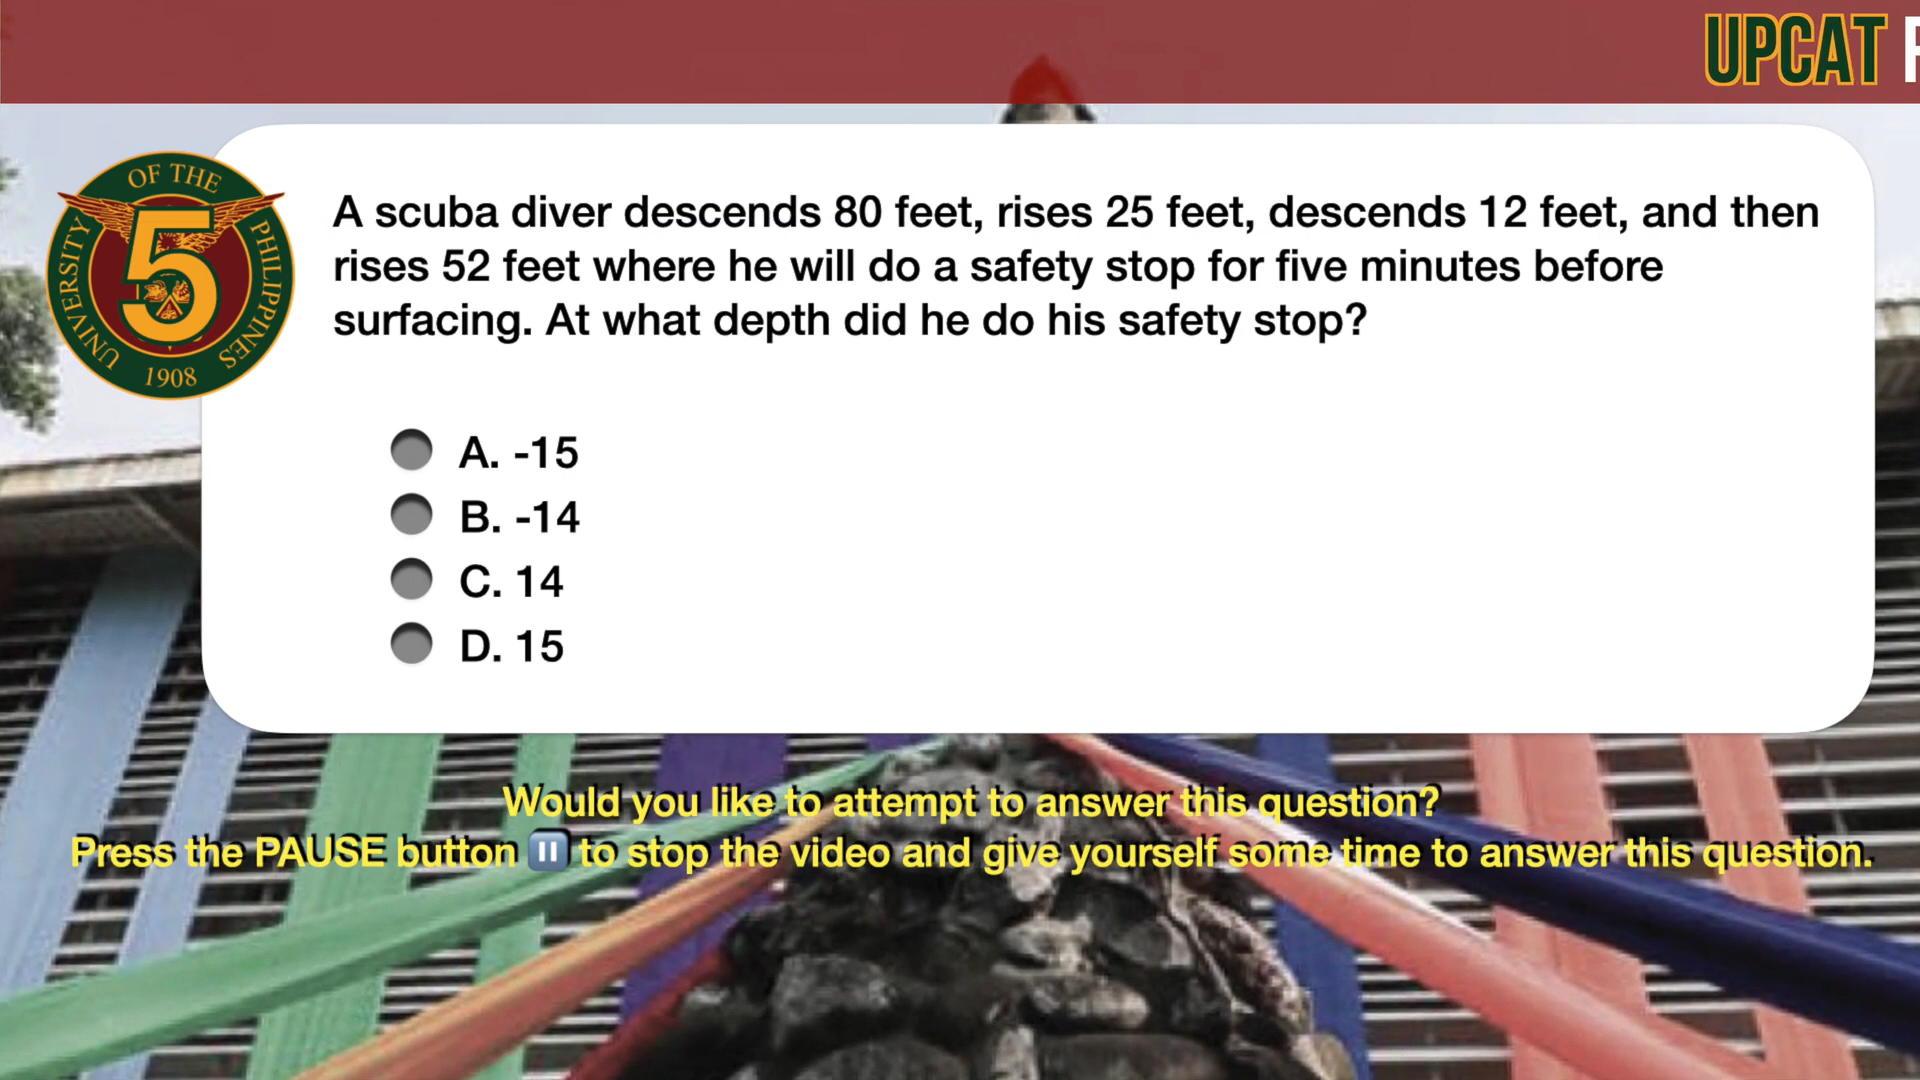 UPCAT
UNIVERSITY OF THE PHILIPPINES
5
1908
A scuba diver descends 80 feet, rises 25 feet, descends 12 feet, and then
rises 52 feet where he will do a safety stop for five minutes before
surfacing. At what depth did he do his safety stop?
A. -15
B. -14
C. 14
D. 15
Would you like to attempt to answer this question?
Press the PAUSE button ⏸ to stop the video and give yourself some time to answer this question.